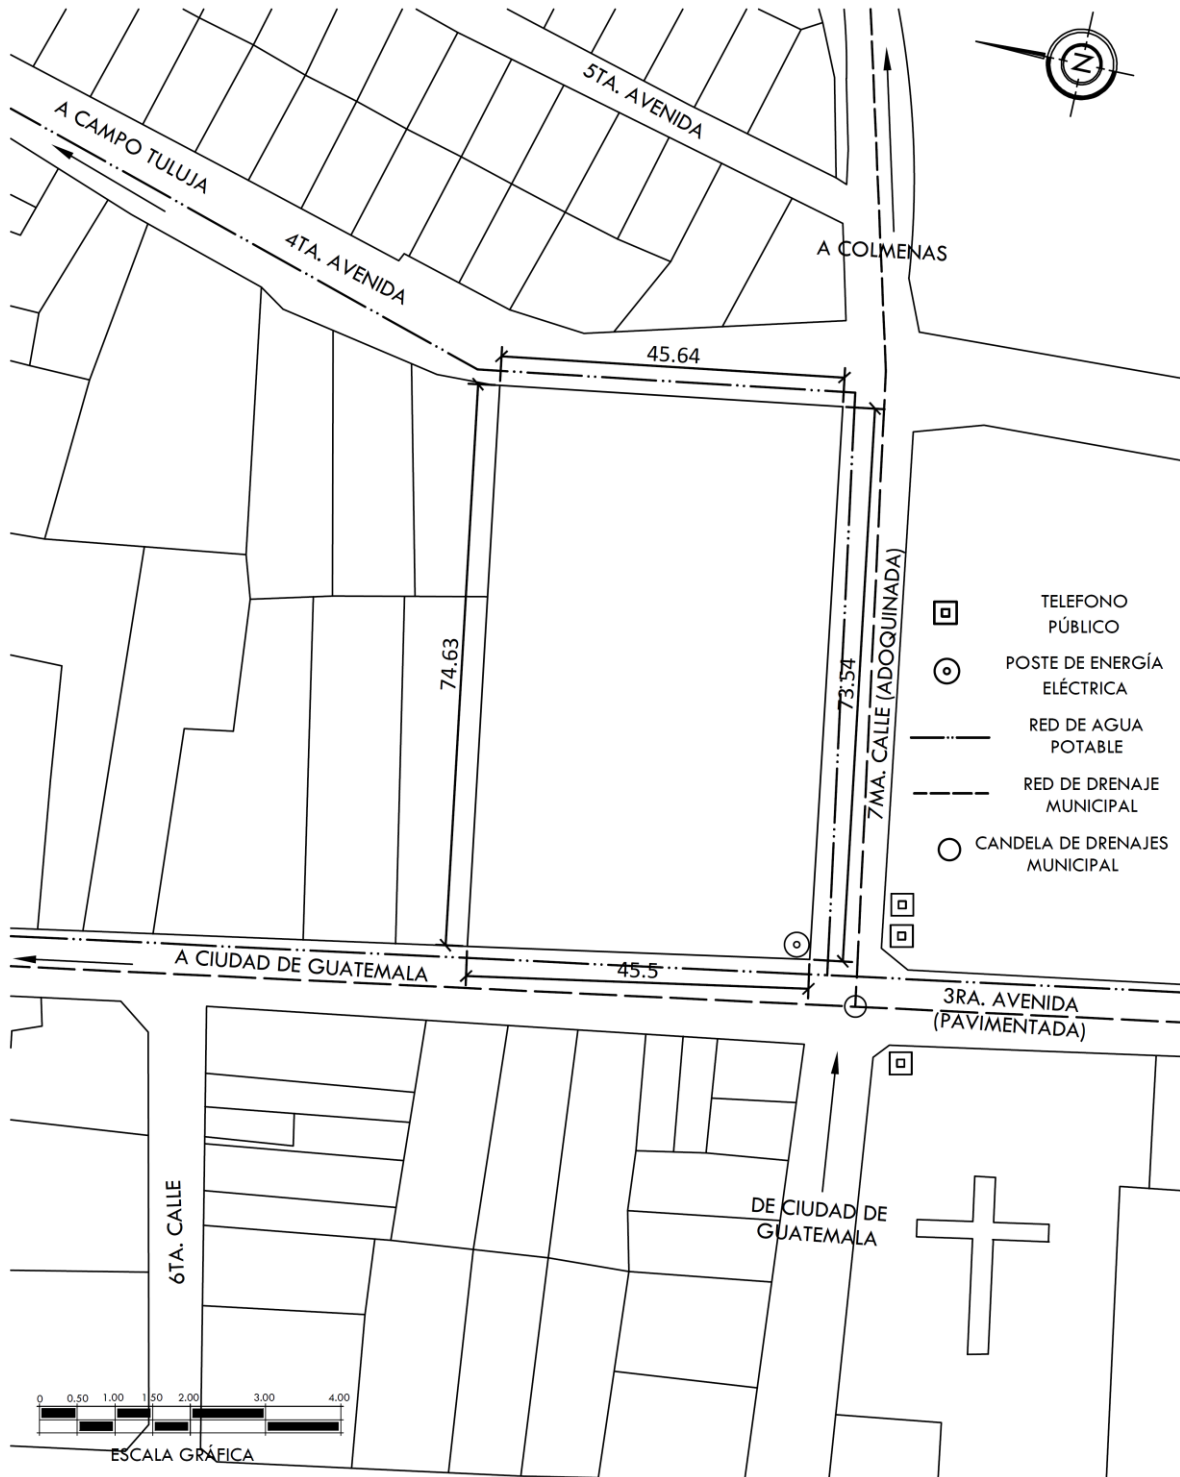 N
5TA. AVENIDA
A CAMPO TULUJA
4TA. AVENIDA
A COLMENAS
45.64
74.63
73.54
7MA. CALLE (ADOQUINADA)
TELEFONO
PÚBLICO
POSTE DE ENERGÍA
ELÉCTRICA
RED DE AGUA
POTABLE
RED DE DRENAJE
MUNICIPAL
CANDELA DE DRENAJES
MUNICIPAL
A CIUDAD DE GUATEMALA
45.5
3RA. AVENIDA
(PAVIMENTADA)
DE CIUDAD DE
GUATEMALA
6TA. CALLE
0 0.50 1.00 1.50 2.00 3.00 4.00
ESCALA GRÁFICA